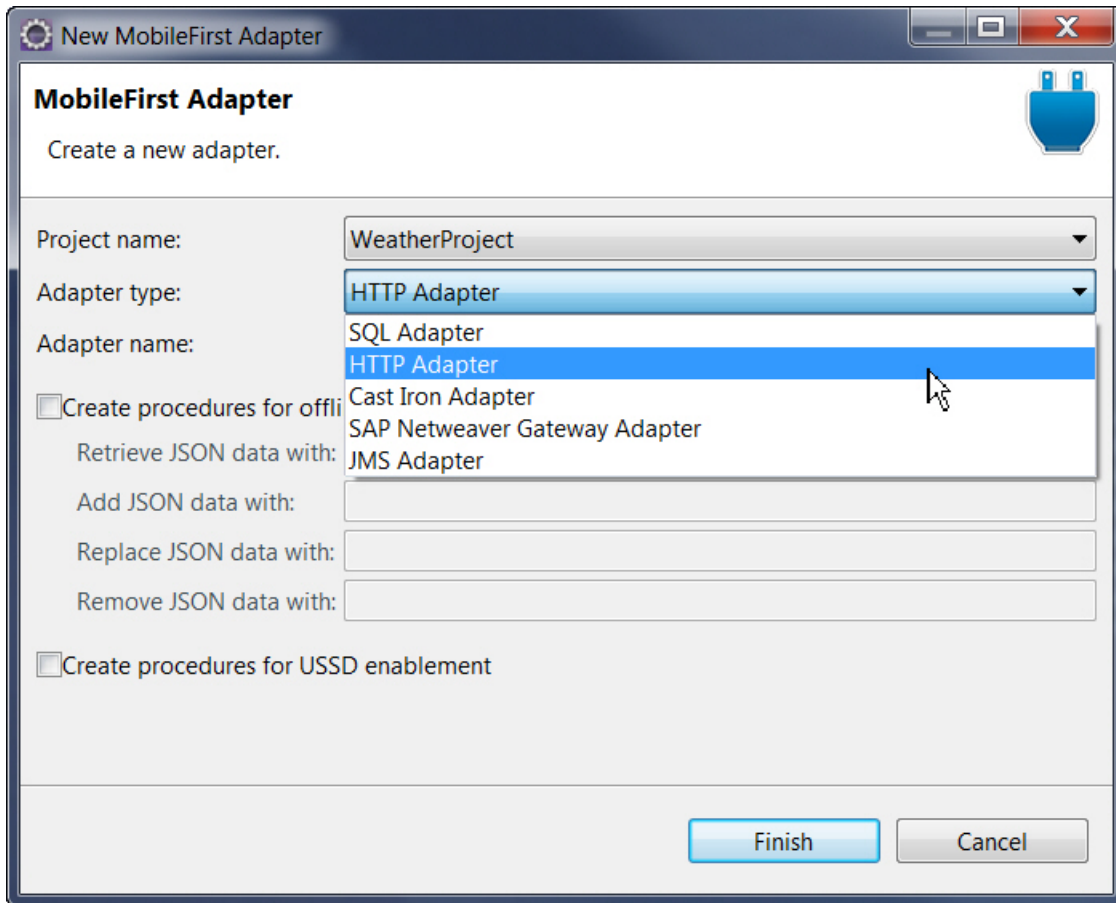 New MobileFirst Adapter
MobileFirst Adapter
Create a new adapter.
Project name: WeatherProject
Adapter type: HTTP Adapter
SQL Adapter
Adapter name:
HTTP Adapter
Cast Iron Adapter
Create procedures for offli
SAP Netweaver Gateway Adapter
Retrieve JSON data with:
JMS Adapter
Add JSON data with:
Replace JSON data with:
Remove JSON data with:
Create procedures for USSD enablement
Finish Cancel